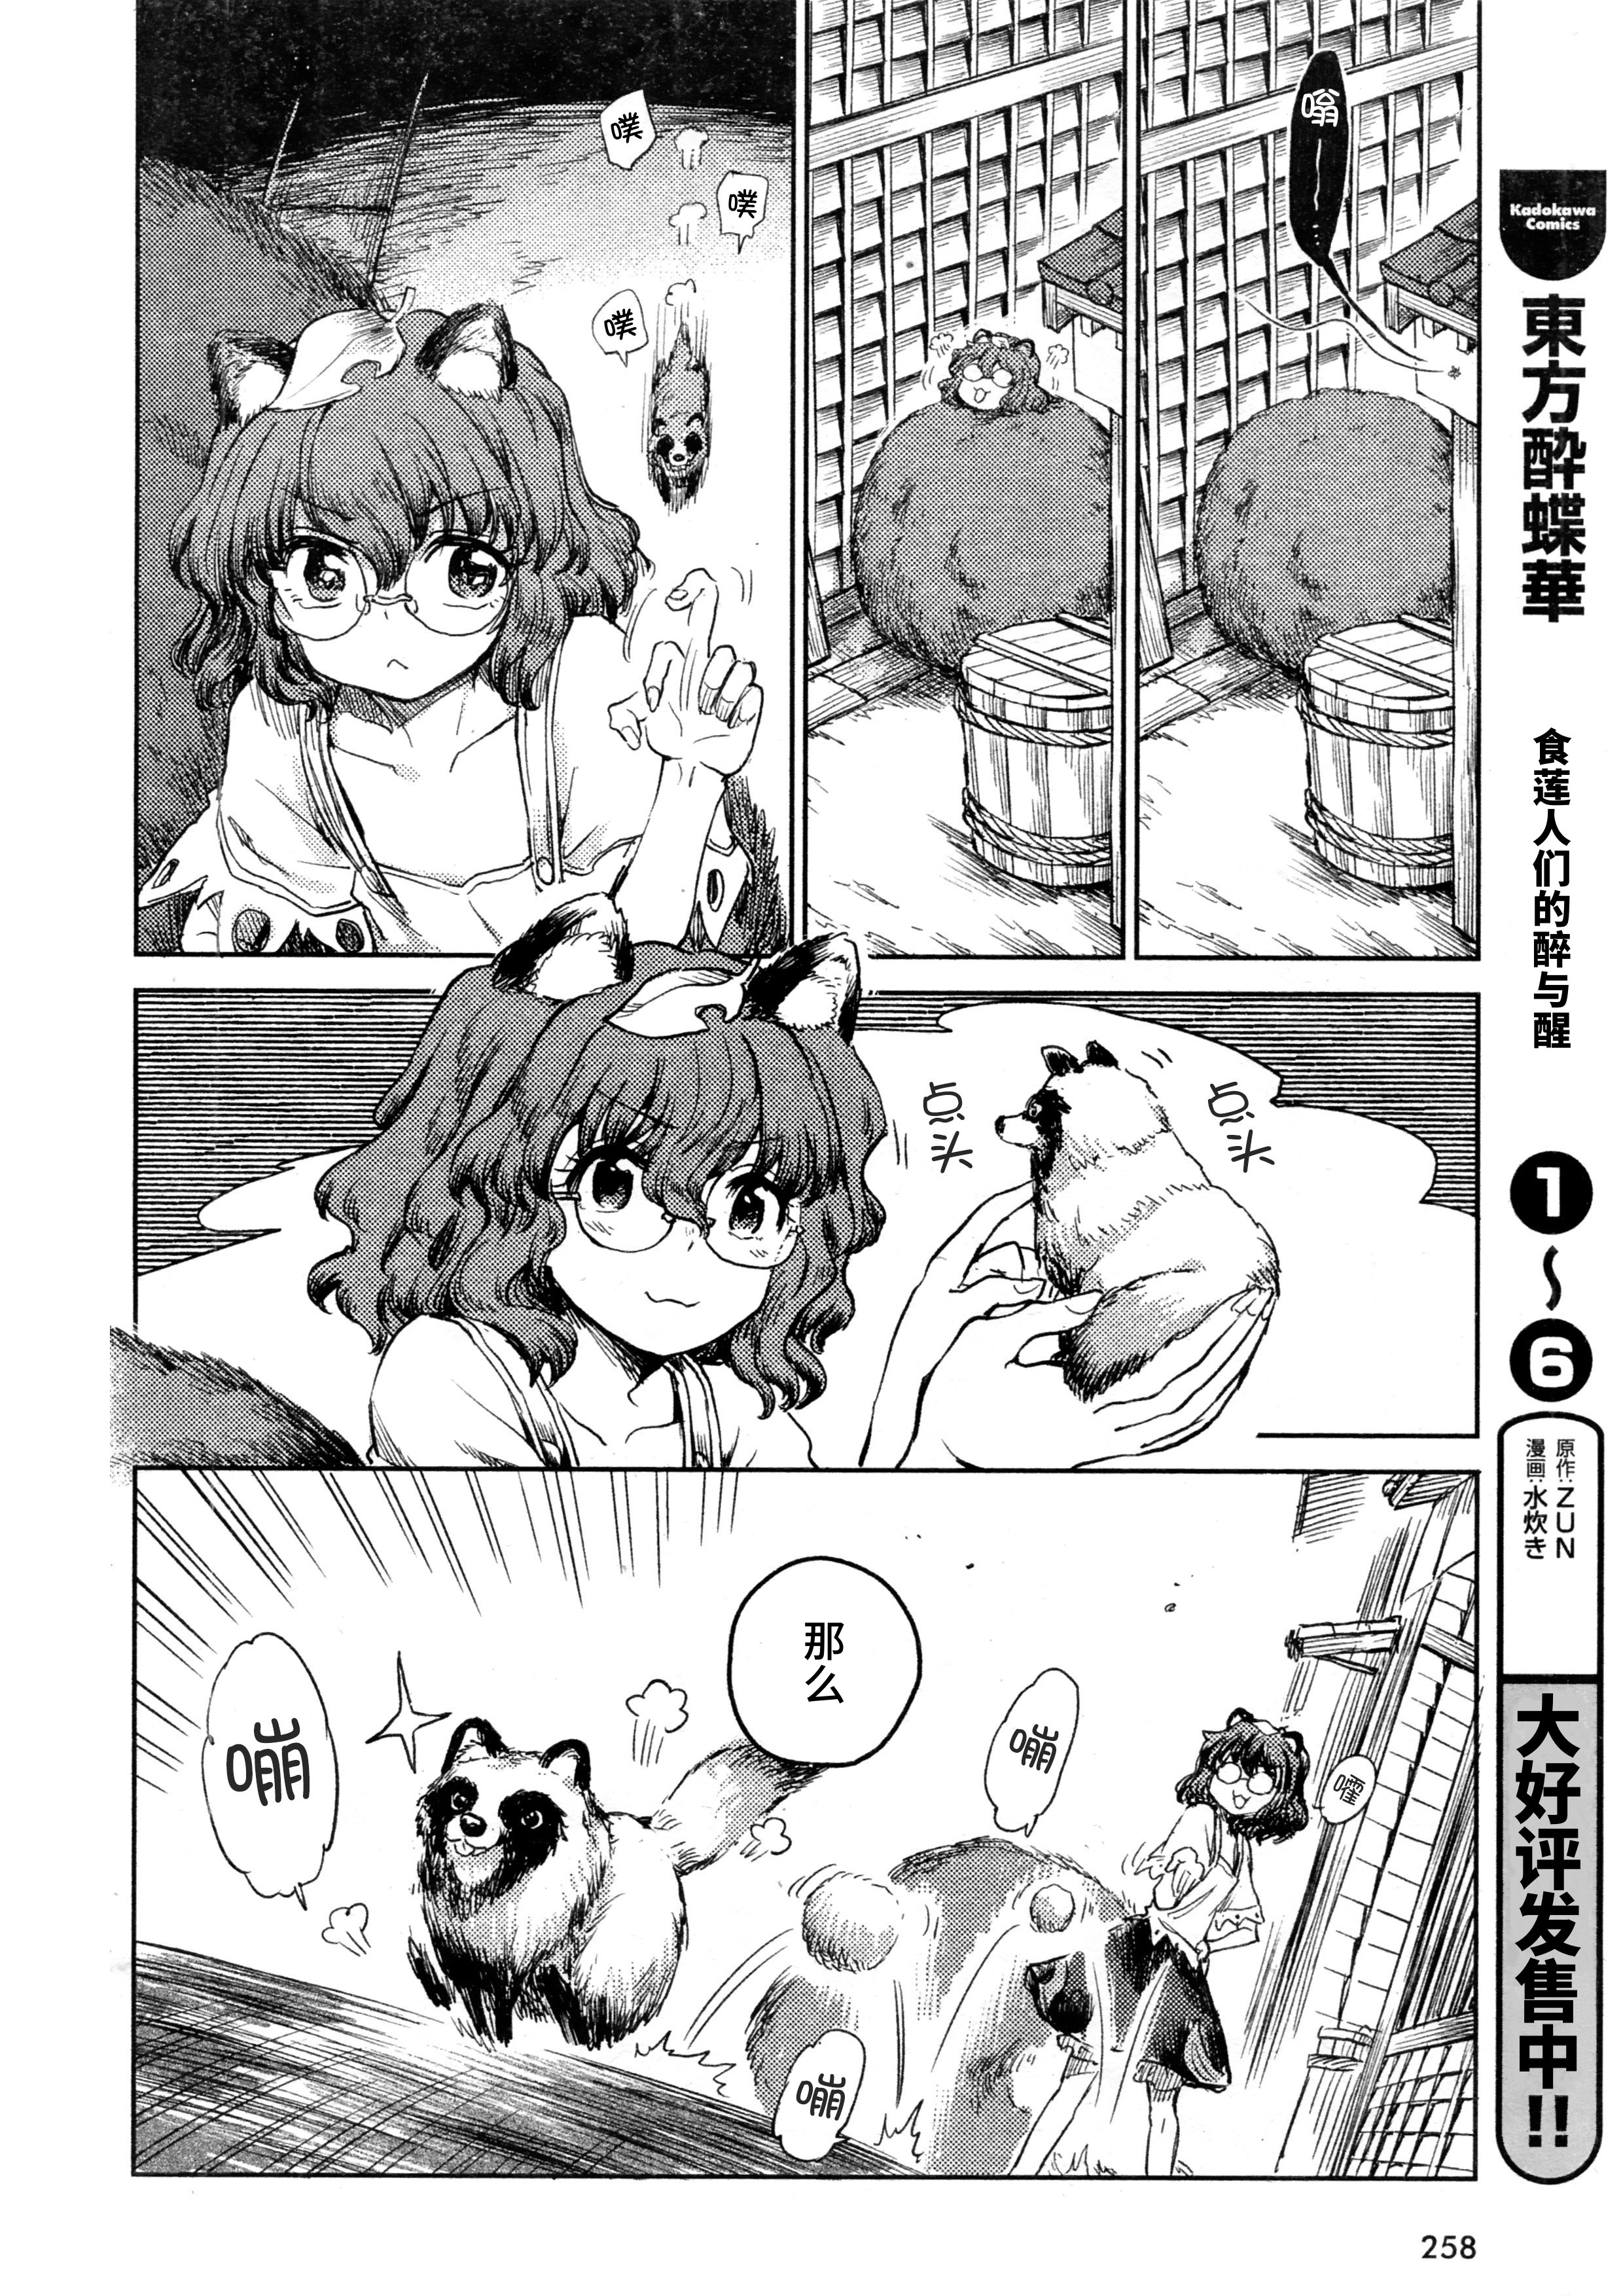 嗡
噗
噗
噗
点头
点头
那么
嚯
嘣
嘣
嘣
Kadokawa
Comics
東方酔蝶華
食莲人们的醉与醒
1～6
原作:ZUN
漫画:水炊き
大好评发售中!!
258